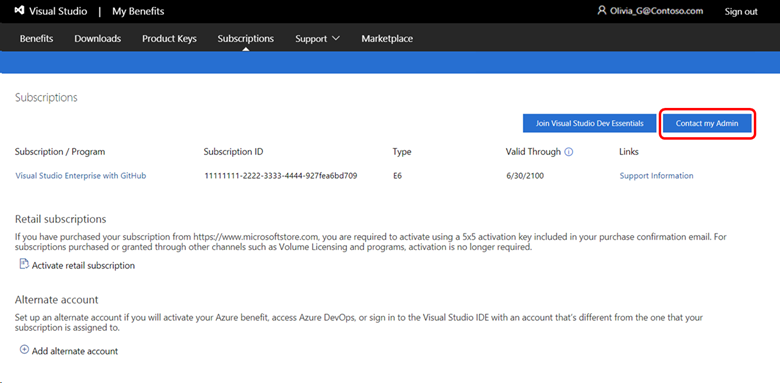 Visual Studio | My Benefits Olivia_G@Contoso.com Sign out
Benefits Downloads Product Keys Subscriptions Support Marketplace
Subscriptions
Join Visual Studio Dev Essentials Contact my Admin
Subscription / Program Subscription ID Type Valid Through Links
Visual Studio Enterprise with GitHub 11111111-2222-3333-4444-927fea6bd709 E6 6/30/2100 Support Information
Retail subscriptions
If you have purchased your subscription from https://www.microsoftstore.com, you are required to activate using a 5x5 activation key included in your purchase confirmation email. For
subscriptions purchased or granted through other channels such as Volume Licensing and programs, activation is no longer required.
Activate retail subscription
Alternate account
Set up an alternate account if you will activate your Azure benefit, access Azure DevOps, or sign in to the Visual Studio IDE with an account that's different from the one that your
subscription is assigned to.
Add alternate account